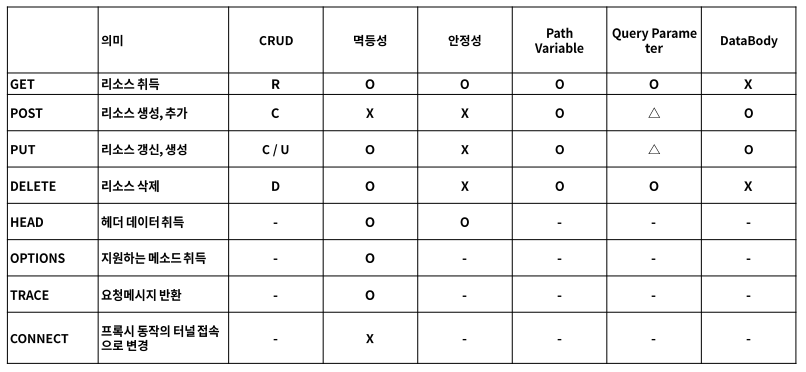 의미 CRUD 멱등성 안정성 Path Variable Query Parameter DataBody
GET 리소스 취득 R O O O O X
POST 리소스 생성, 추가 C X X O △ O
PUT 리소스 갱신, 생성 C / U O X O △ O
DELETE 리소스 삭제 D O X O O X
HEAD 헤더 데이터 취득 - O O - - -
OPTIONS 지원하는 메소드 취득 - O - - - -
TRACE 요청메시지 반환 - O - - - -
CONNECT 프록시 동작의 터널 접속으로 변경 - X - - - -